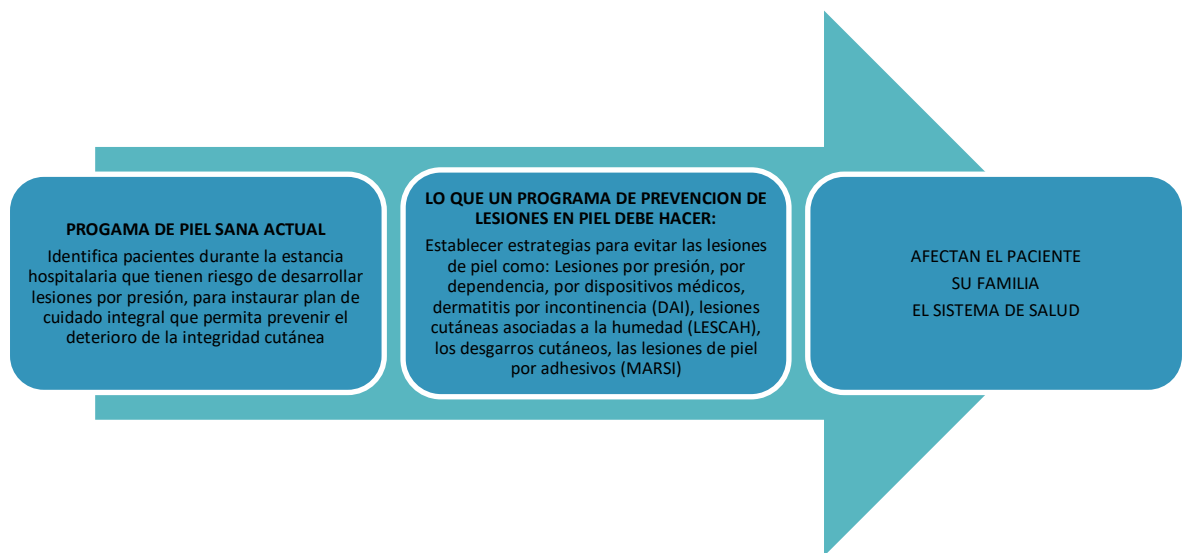 PROGAMA DE PIEL SANA ACTUAL
Identifica pacientes durante la estancia
hospitalaria que tienen riesgo de desarrollar
lesiones por presión, para instaurar plan de
cuidado integral que permita prevenir el
deterioro de la integridad cutánea
LO QUE UN PROGRAMA DE PREVENCION DE
LESIONES EN PIEL DEBE HACER:
Establecer estrategias para evitar las lesiones
de piel como: Lesiones por presión, por
dependencia, por dispositivos médicos,
dermatitis por incontinencia (DAI), lesiones
cutáneas asociadas a la humedad (LESCAH),
los desgarros cutáneos, las lesiones de piel
por adhesivos (MARSI)
AFECTAN EL PACIENTE
SU FAMILIA
EL SISTEMA DE SALUD